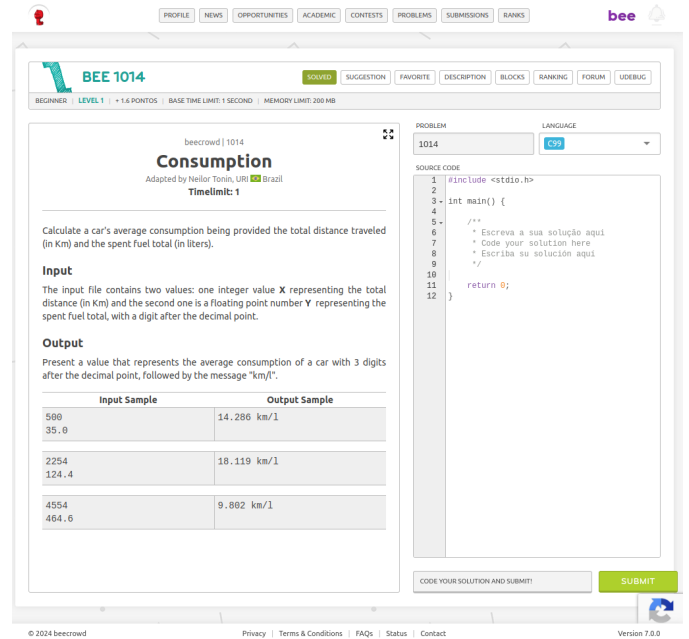 PROFILE NEWS OPPORTUNITIES ACADEMIC CONTESTS PROBLEMS SUBMISSIONS RANKS bee
BEE 1014 SOLVED SUGGESTION FAVORITE DESCRIPTION BLOCKS RANKING FORUM UDEBUG
BEGINNER | LEVEL 1 | + 1.6 PONTOS | BASE TIME LIMIT: 1 SECOND | MEMORY LIMIT: 200 MB
beecrowd | 1014
Consumption
Adapted by Neilor Tonin, URI Brazil
Timelimit: 1
Calculate a car's average consumption being provided the total distance traveled
(in Km) and the spent fuel total (in liters).
Input
The input file contains two values: one integer value X representing the total
distance (in Km) and the second one is a floating point number Y representing the
spent fuel total, with a digit after the decimal point.
Output
Present a value that represents the average consumption of a car with 3 digits
after the decimal point, followed by the message "km/l".
Input Sample Output Sample
500 14.286 km/l
35.0
2254 18.119 km/l
124.4
4554 9.802 km/l
464.6
PROBLEM LANGUAGE
1014 C99
SOURCE CODE
1 #include <stdio.h>
2
3 int main() {
4
5 /**
6 * Escreva a sua solução aqui
7 * Code your solution here
8 * Escriba su solución aqui
9 */
10
11 return 0;
12 }
CODE YOUR SOLUTION AND SUBMIT! SUBMIT
© 2024 beecrowd Privacy | Terms & Conditions | FAQs | Status | Contact Version 7.0.0